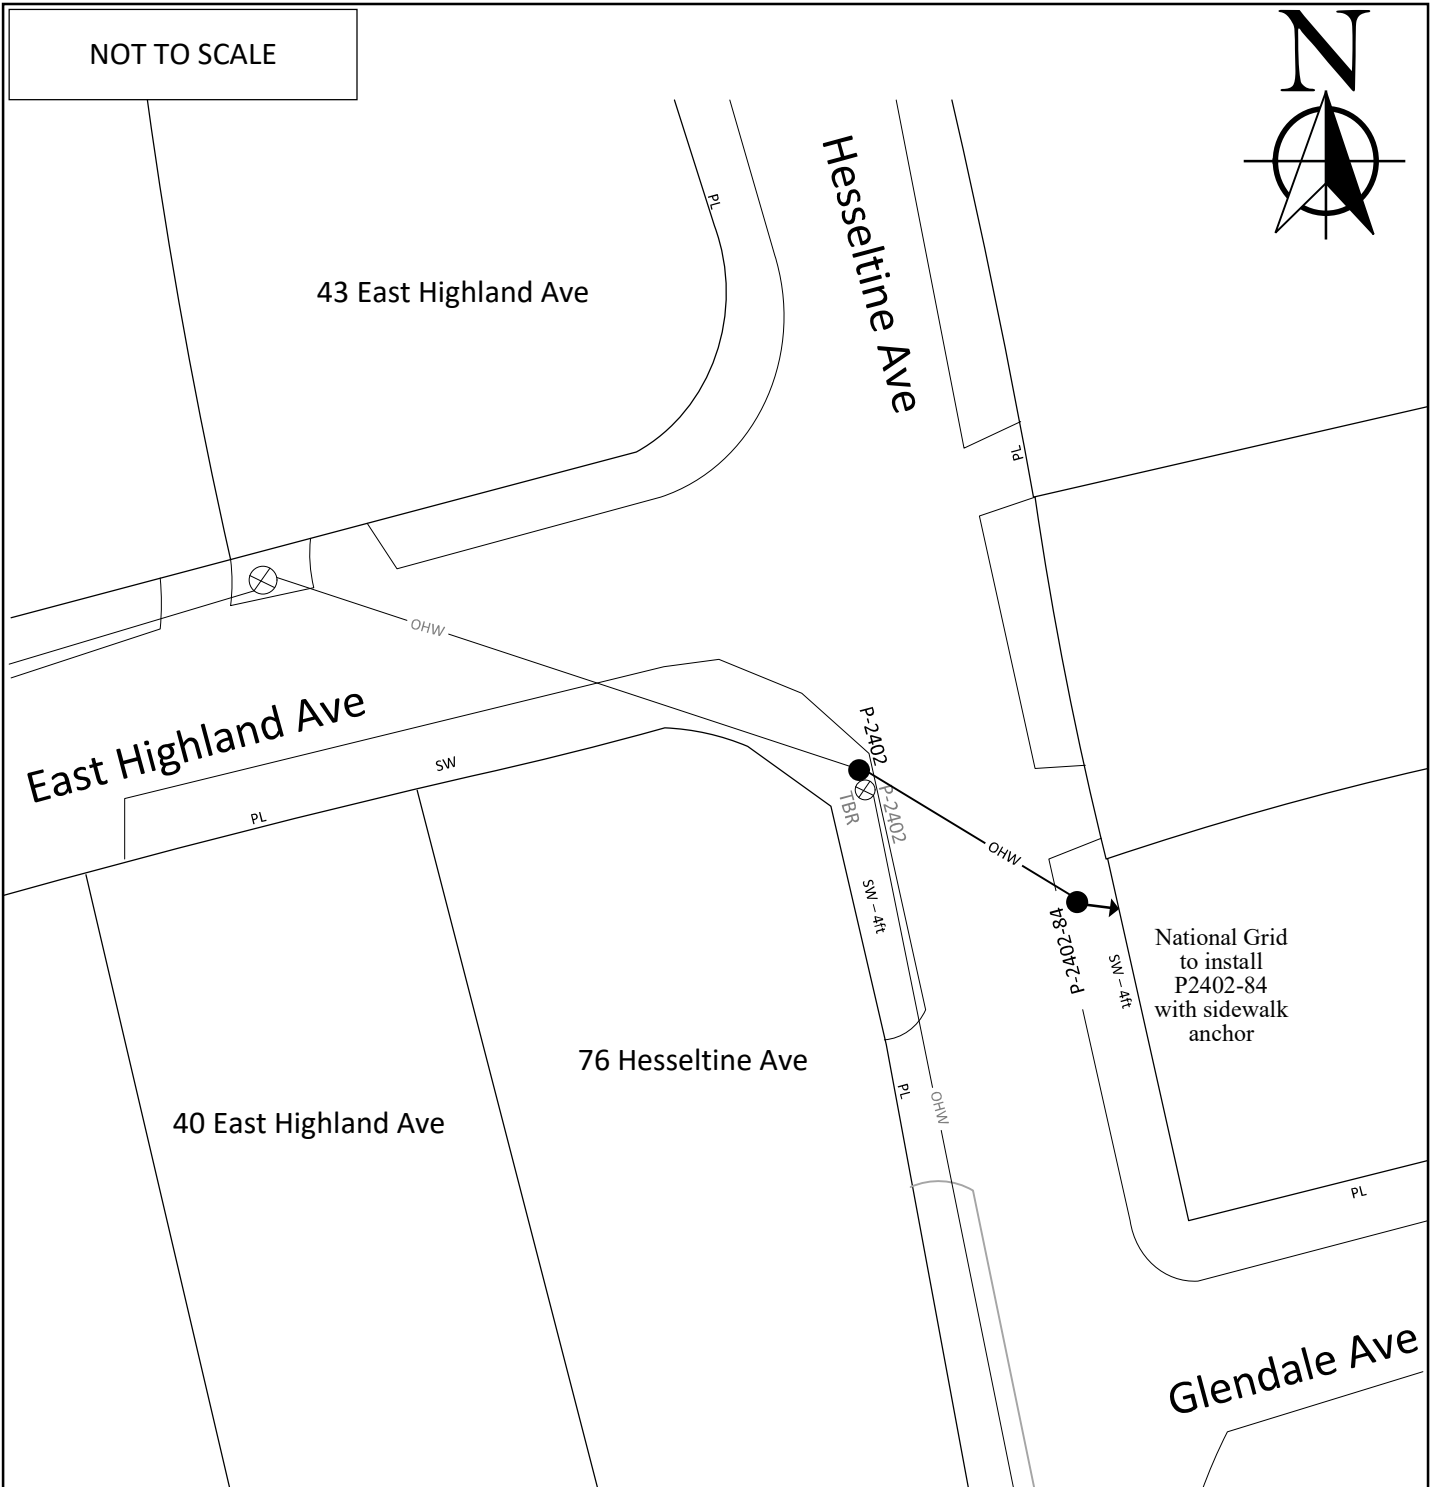 NOT TO SCALE
N
Hesseltine Ave
PL
43 East Highland Ave
PL
OHW
East Highland Ave
SW
PL
P-2402
TBR
P-2402
OHW
SW – 4ft
P-2402-84
SW – 4ft
National Grid
to install
P2402-84
with sidewalk
anchor
76 Hesseltine Ave
40 East Highland Ave
PL
OHW
PL
Glendale Ave